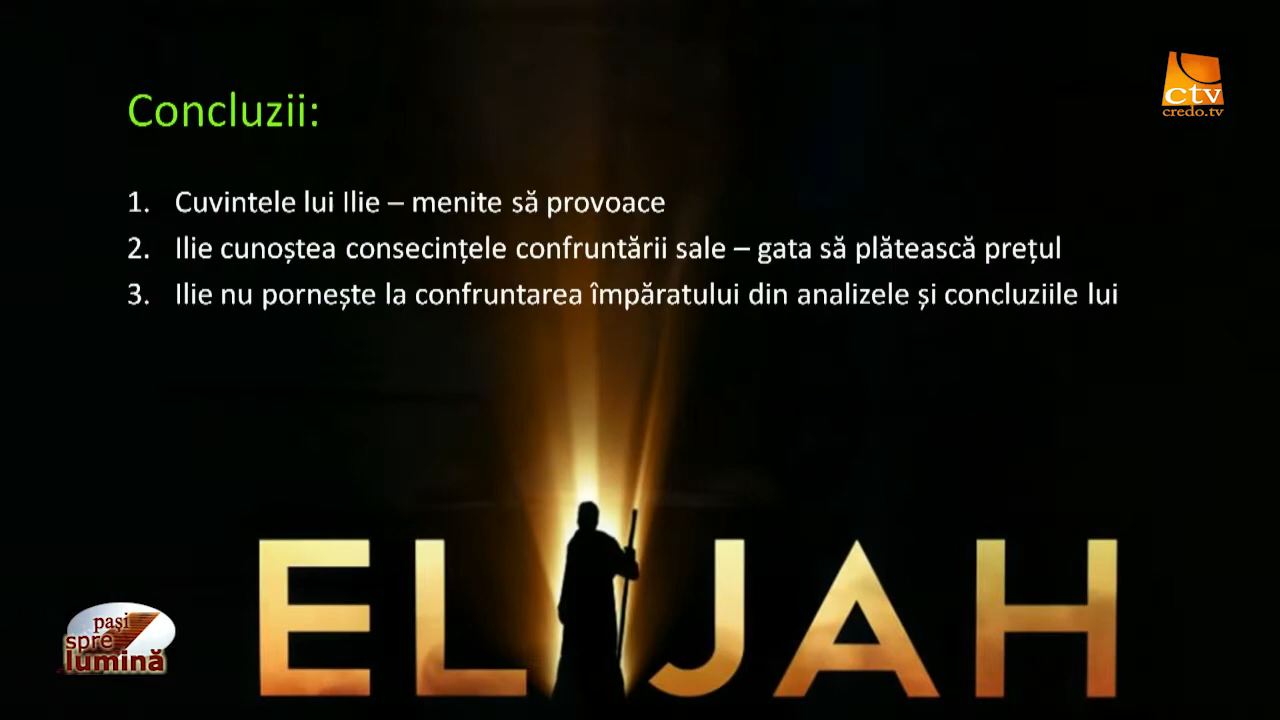 ctv
credo.tv
Concluzii:
1. Cuvintele lui Ilie – menite să provoace
2. Ilie cunoștea consecințele confruntării sale – gata să plătească prețul
3. Ilie nu pornește la confruntarea împăratului din analizele și concluziile lui
ELIJAH
pași
spre
lumină